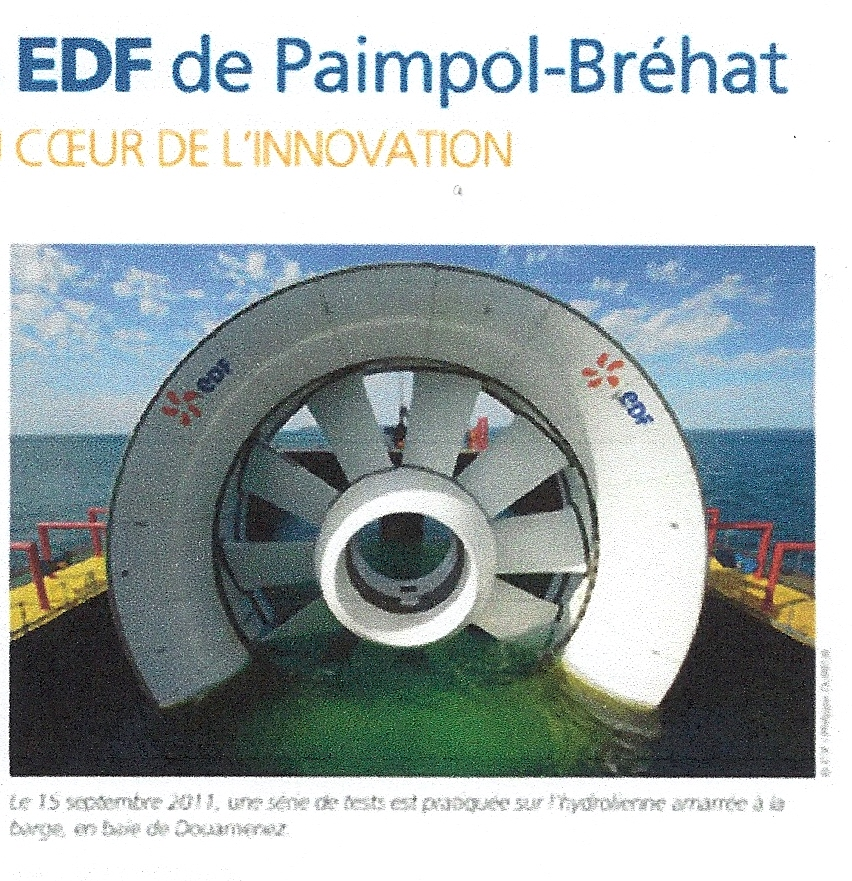 EDF de Paimpol-Bréhat
CŒUR DE L'INNOVATION
EDF
EDF
Le 15 septembre 2011, une série de tests est pratiquée sur l'hydrolienne amarrée à la
barge, en baie de Douarnenez.